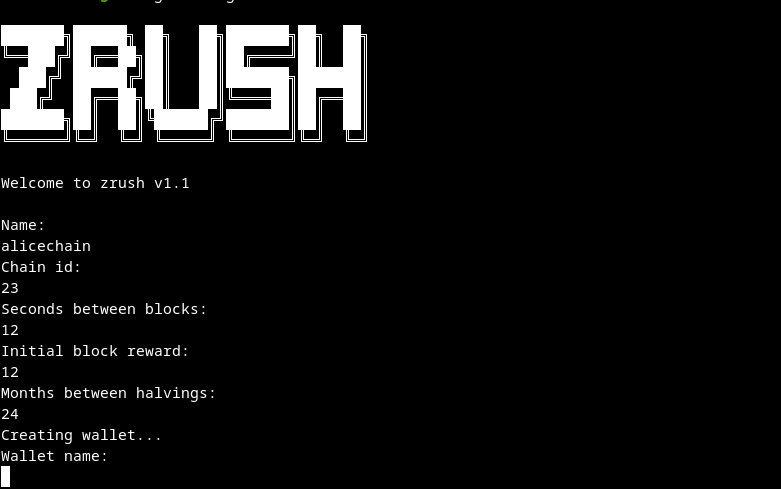 ZRUSH
Welcome to zrush v1.1
Name:
alicechain
Chain id:
23
Seconds between blocks:
12
Initial block reward:
12
Months between halvings:
24
Creating wallet...
Wallet name: